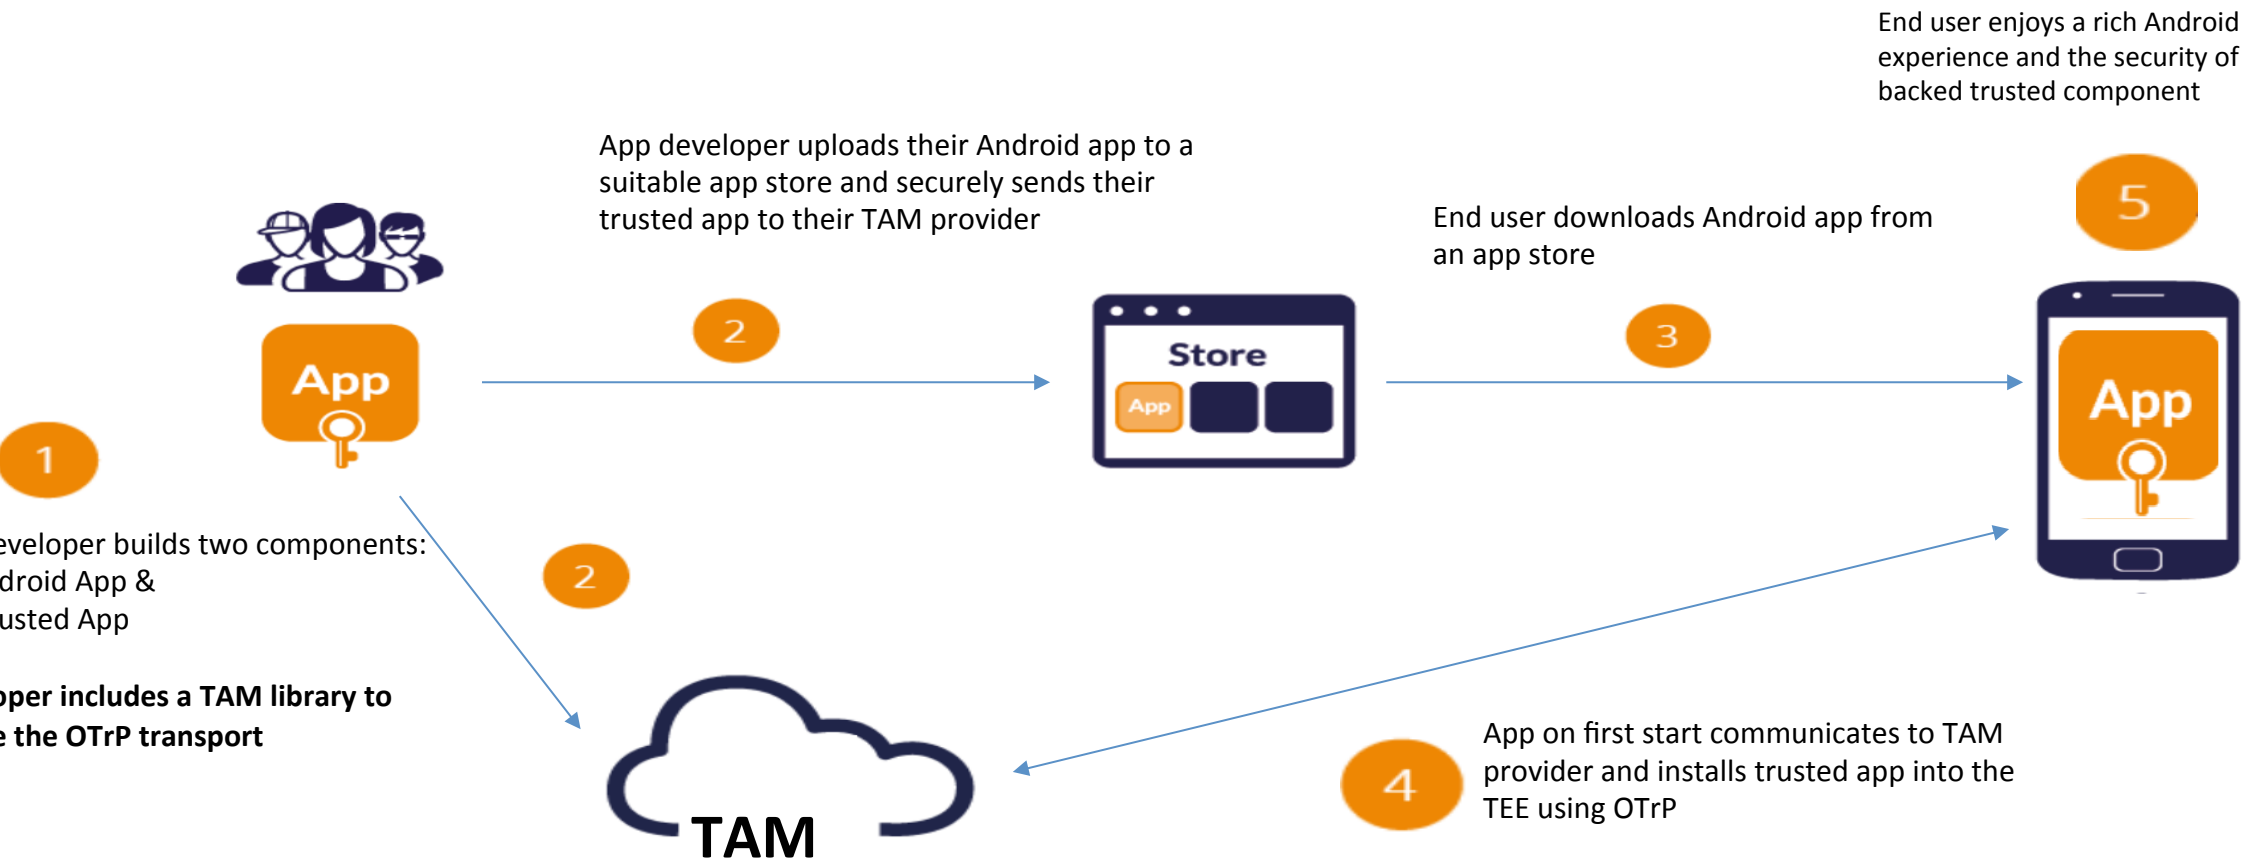 End user enjoys a rich Android
experience and the security of
backed trusted component
App developer uploads their Android app to a
suitable app store and securely sends their
trusted app to their TAM provider
End user downloads Android app from
an app store
5
2
3
Store
App
App
App
1
eveloper builds two components:
droid App &
usted App
2
oper includes a TAM library to
e the OTrP transport
4
App on first start communicates to TAM
provider and installs trusted app into the
TEE using OTrP
TAM